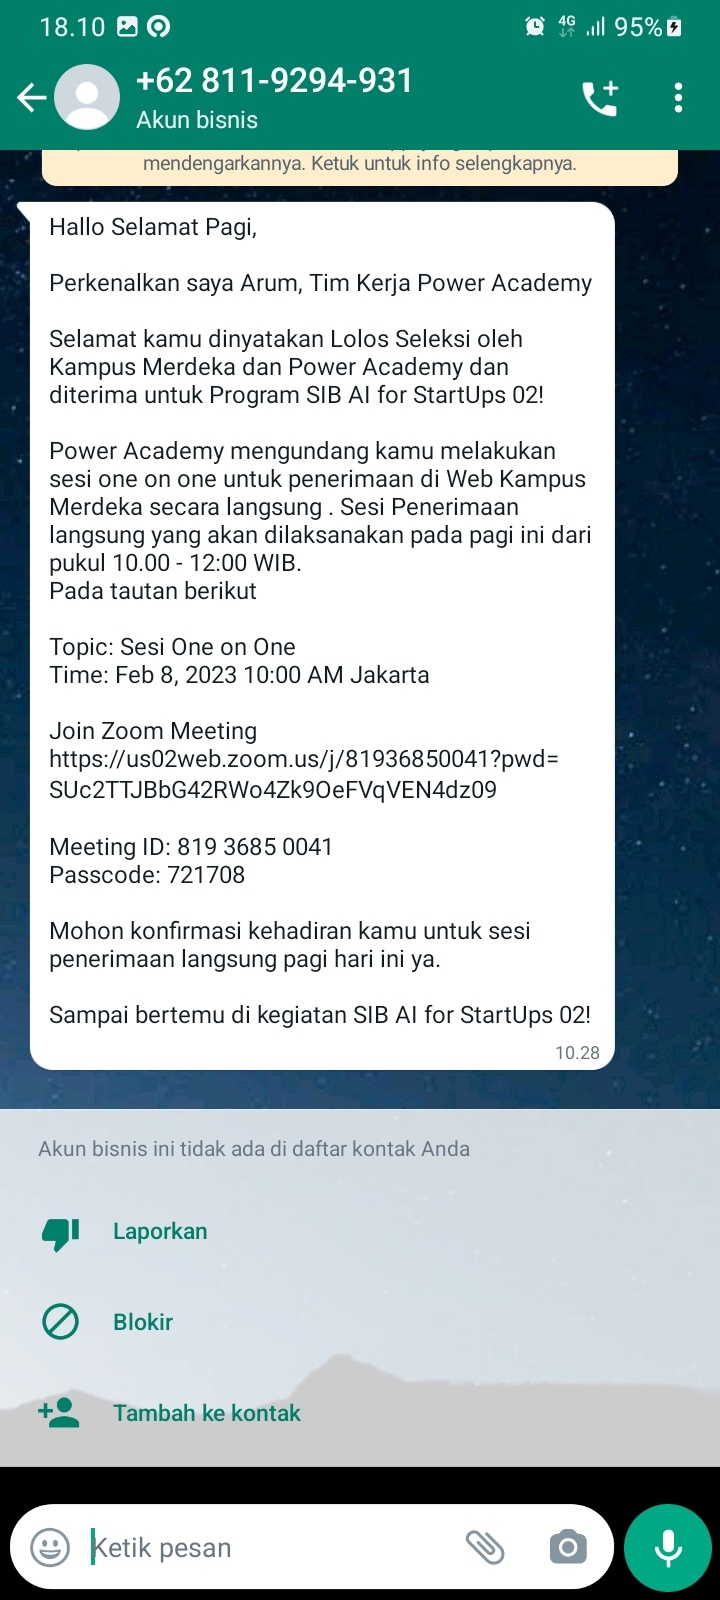 18.10
4G
95%
+62 811-9294-931
Akun bisnis
mendengarkannya. Ketuk untuk info selengkapnya.
Hallo Selamat Pagi,
Perkenalkan saya Arum, Tim Kerja Power Academy
Selamat kamu dinyatakan Lolos Seleksi oleh
Kampus Merdeka dan Power Academy dan
diterima untuk Program SIB AI for StartUps 02!
Power Academy mengundang kamu melakukan
sesi one on one untuk penerimaan di Web Kampus
Merdeka secara langsung . Sesi Penerimaan
langsung yang akan dilaksanakan pada pagi ini dari
pukul 10.00 - 12:00 WIB.
Pada tautan berikut
Topic: Sesi One on One
Time: Feb 8, 2023 10:00 AM Jakarta
Join Zoom Meeting
https://us02web.zoom.us/j/81936850041?pwd=
SUc2TTJBbG42RWo4Zk9OeFVqVEN4dz09
Meeting ID: 819 3685 0041
Passcode: 721708
Mohon konfirmasi kehadiran kamu untuk sesi
penerimaan langsung pagi hari ini ya.
Sampai bertemu di kegiatan SIB AI for StartUps 02!
10.28
Akun bisnis ini tidak ada di daftar kontak Anda
Laporkan
Blokir
Tambah ke kontak
Ketik pesan